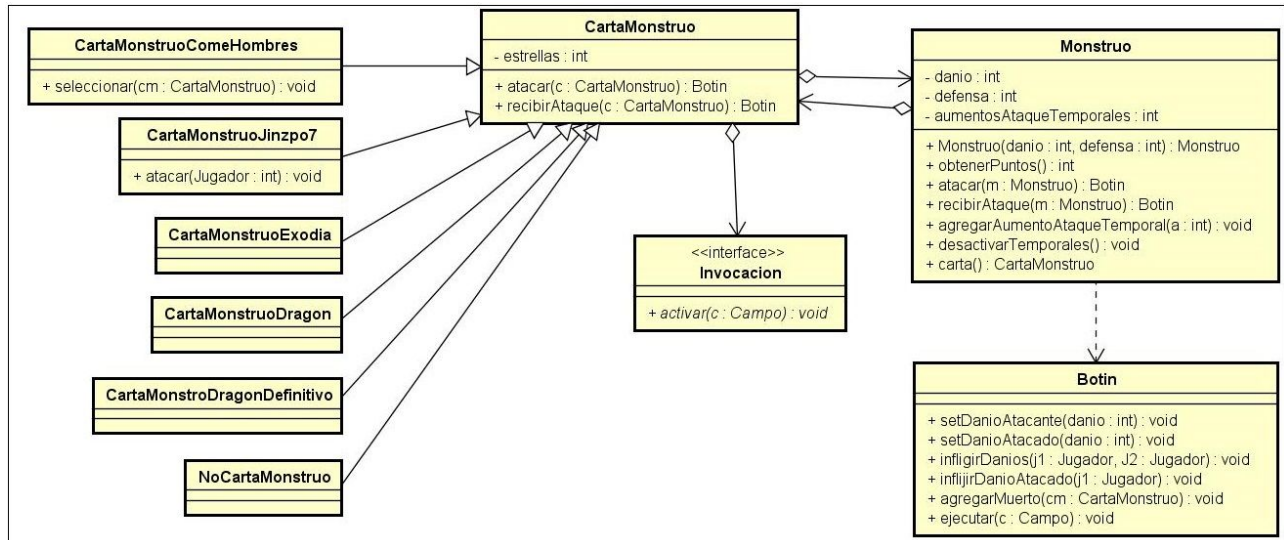 CartaMonstruoComeHombres
+ seleccionar(cm : CartaMonstruo) : void
CartaMonstruoJinzpo7
+ atacar(Jugador : int) : void
CartaMonstruoExodia
CartaMonstruoDragon
CartaMonstroDragonDefinitivo
NoCartaMonstruo
CartaMonstruo
- estrellas : int
+ atacar(c : CartaMonstruo) : Botin
+ recibirAtaque(c : CartaMonstruo) : Botin
<<interface>>
Invocacion
+ activar(c : Campo) : void
Monstruo
- danio : int
- defensa : int
- aumentosAtaqueTemporales : int
+ Monstruo(danio : int, defensa : int) : Monstruo
+ obtenerPuntos() : int
+ atacar(m : Monstruo) : Botin
+ recibirAtaque(m : Monstruo) : Botin
+ agregarAumentoAtaqueTemporal(a : int) : void
+ desactivarTemporales() : void
+ carta() : CartaMonstruo
Botin
+ setDanioAtacante(danio : int) : void
+ setDanioAtacado(danio : int) : void
+ infligirDanios(j1 : Jugador, J2 : Jugador) : void
+ inflijirDanioAtacado(j1 : Jugador) : void
+ agregarMuerto(cm : CartaMonstruo) : void
+ ejecutar(c : Campo) : void